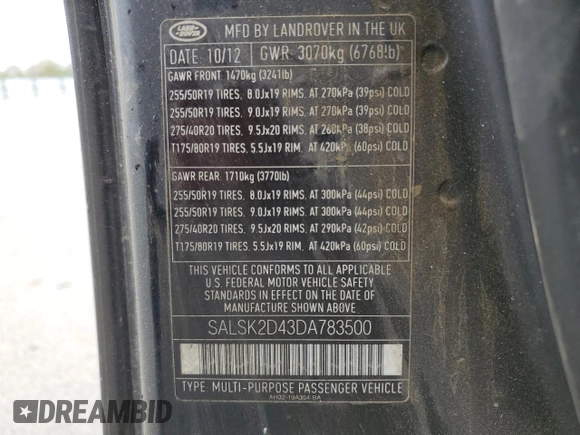 LAND-
ROVER
MFD BY LANDROVER IN THE UK
DATE: 10/12
GWR: 3070kg (6768lb)
GAWR FRONT: 1470kg (3241lb)
255/50R19 TIRES. 8.0Jx19 RIMS. AT 270kPa (39psi) COLD
255/50R19 TIRES. 9.0Jx19 RIMS. AT 270kPa (39psi) COLD
275/40R20 TIRES. 9.5Jx20 RIMS. AT 260kPa (38psi) COLD
T175/80R19 TIRES. 5.5Jx19 RIM. AT 420kPa (60psi) COLD
GAWR REAR: 1710kg (3770lb)
255/50R19 TIRES. 8.0Jx19 RIMS. AT 300kPa (44psi) COLD
255/50R19 TIRES. 9.0Jx19 RIMS. AT 300kPa (44psi) COLD
275/40R20 TIRES. 9.5Jx20 RIMS. AT 290kPa (42psi) COLD
T175/80R19 TIRES. 5.5Jx19 RIM. AT 420kPa (60psi) COLD
THIS VEHICLE CONFORMS TO ALL APPLICABLE
U.S. FEDERAL MOTOR VEHICLE SAFETY
STANDARDS IN EFFECT ON THE DATE OF
MANUFACTURE SHOWN ABOVE
SALSK2D43DA783500
TYPE: MULTI-PURPOSE PASSENGER VEHICLE
AH32-19A354-BA
DREAMBID